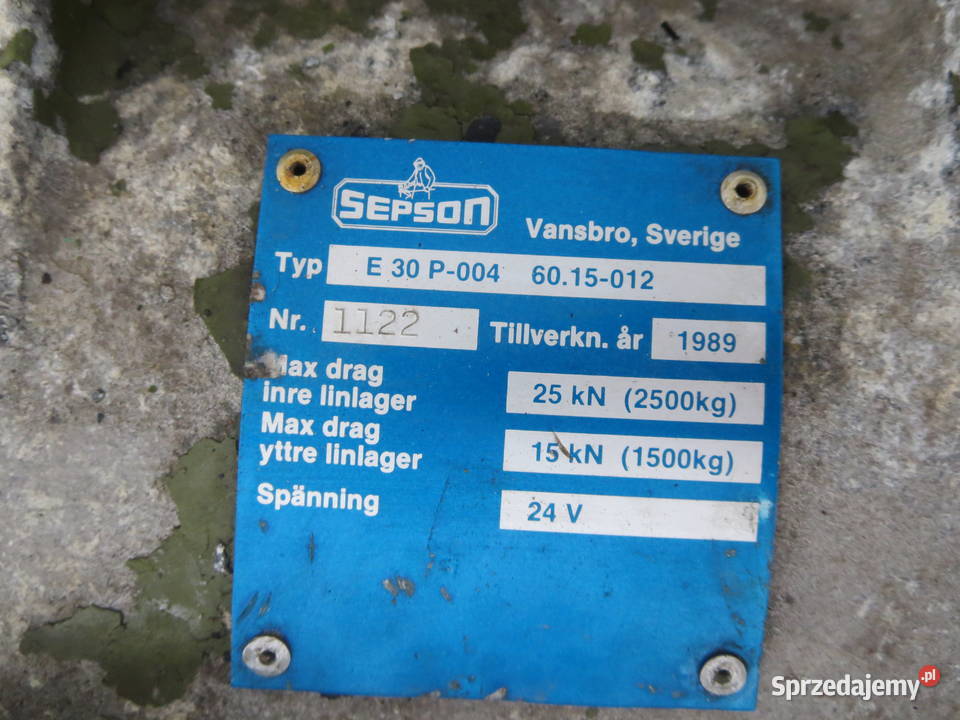 SEPSON
Vansbro, Sverige
Typ E 30 P-004 60.15-012
Nr. 1122 Tillverkn. år 1989
Max drag
inre linlager 25 kN (2500kg)
Max drag
yttre linlager 15 kN (1500kg)
Spänning 24 V
Sprzedajemy.pl